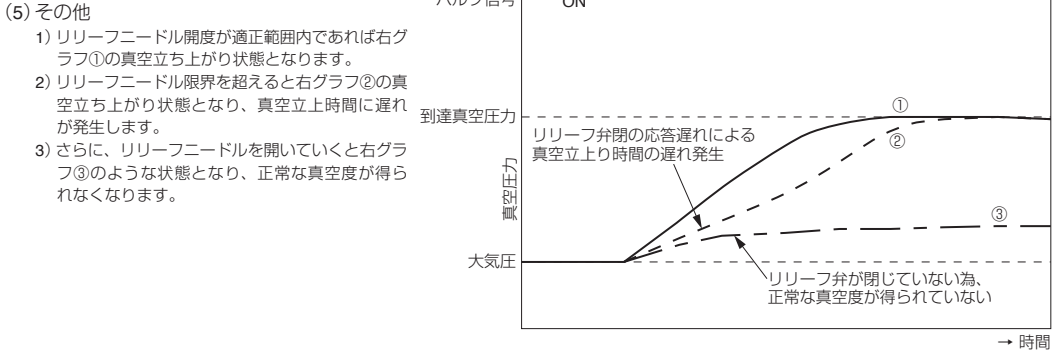 (5) その他
1) リリーフニードル開度が適正範囲内であれば右グ
ラフ①の真空立ち上がり状態となります。
2) リリーフニードル限界を超えると右グラフ②の真
空立ち上がり状態となり、真空立上時間に遅れ
が発生します。
3) さらに、リリーフニードルを開いていくと右グラ
フ③のような状態となり、正常な真空度が得ら
れなくなります。
バルブ信号
ON
到達真空圧力
真空圧力
大気圧
①
②
③
リリーフ弁閉の応答遅れによる
真空立上り時間の遅れ発生
リリーフ弁が閉じていない為、
正常な真空度が得られていない
→ 時間